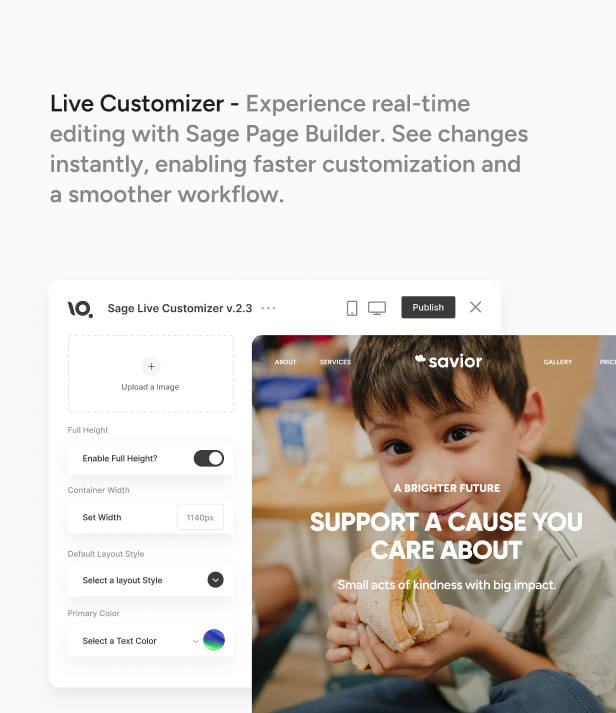 Live Customizer - Experience real-time
editing with Sage Page Builder. See changes
instantly, enabling faster customization and
a smoother workflow.
Sage Live Customizer v.2.3
Publish
Upload a image
Full Height
Enable Full Height?
Container Width
Set Width
1140px
Default Layout Style
Select a layout Style
Primary Color
Select a Text Color
ABOUT
SERVICES
savior
GALLERY
A BRIGHTER FUTURE
SUPPORT A CAUSE YOU
CARE ABOUT
Small acts of kindness with big impact.